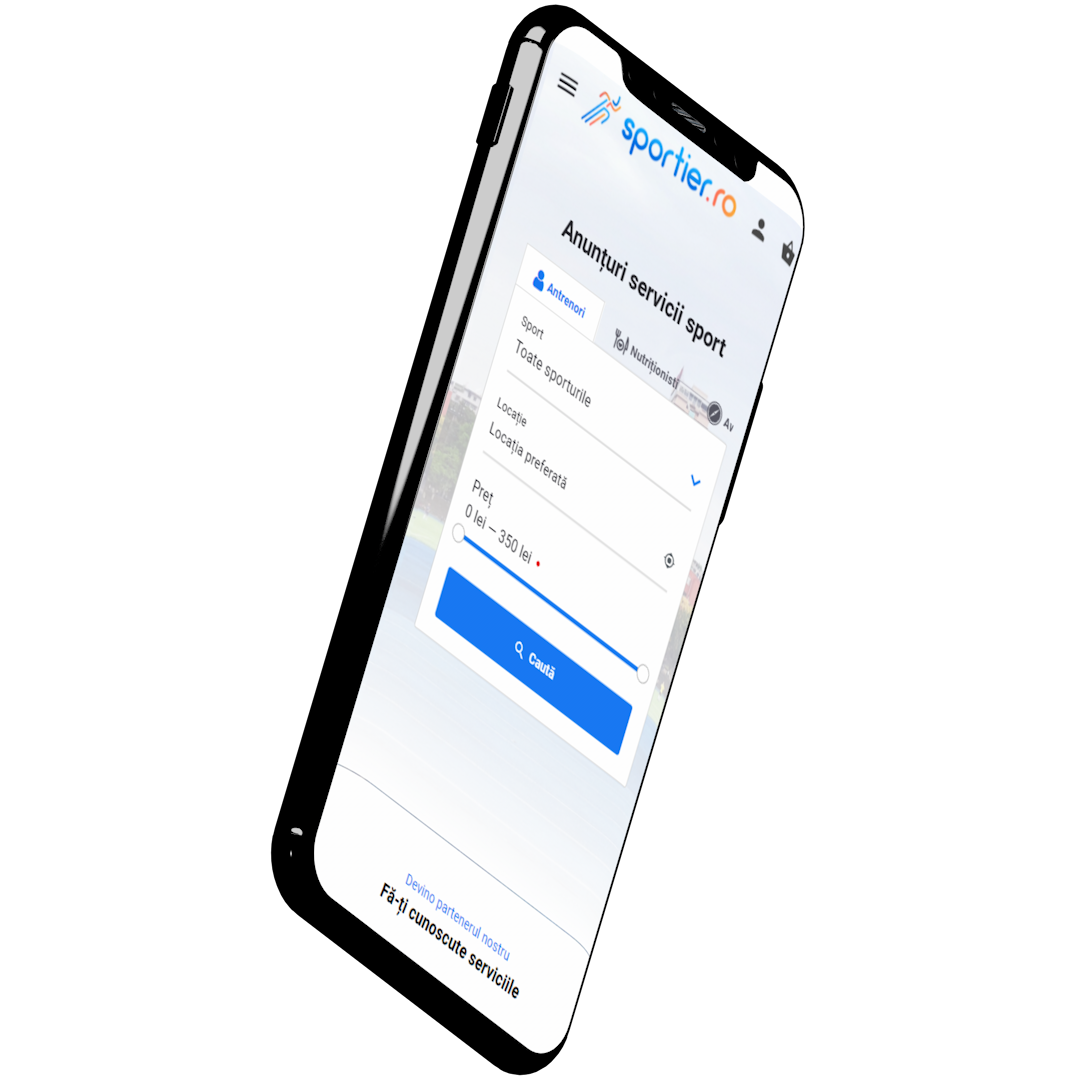 sportier.ro
Anunțuri servicii sport
Antrenori
Nutriționisti
Av
Sport
Toate sporturile
Locație
Locația preferată
Preț
0 lei – 350 lei
Caută
Devino partenerul nostru
Fă-ți cunoscute serviciile